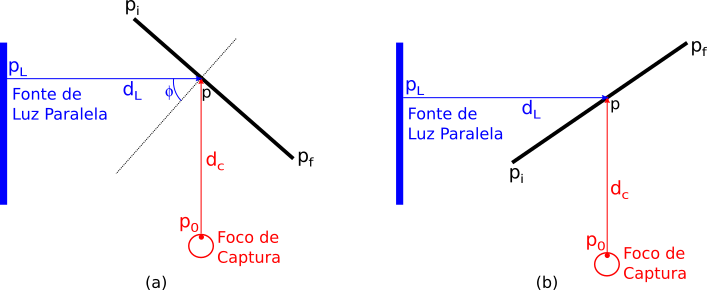 pi
pL
dL
ϕ
p
Fonte de
Luz Paralela
dc
pf
p0
Foco de
Captura
(a)
pf
pL
dL
p
Fonte de
Luz Paralela
pi
dc
p0
Foco de
Captura
(b)